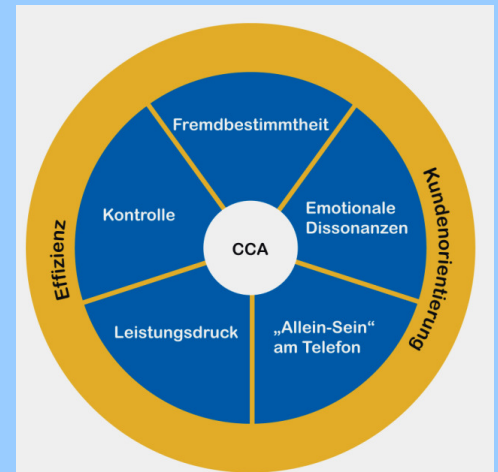 Fremdbestimmtheit
Kontrolle
Emotionale
Dissonanzen
CCA
Leistungsdruck
„Allein-Sein“
am Telefon
Effizienz
Kundenorientierung